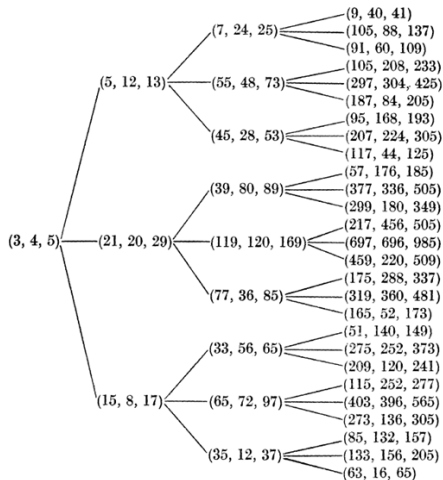 (9, 40, 41)
(7, 24, 25)
(105, 88, 137)
(91, 60, 109)
(105, 208, 233)
(5, 12, 13)
(55, 48, 73)
(297, 304, 425)
(187, 84, 205)
(95, 168, 193)
(45, 28, 53)
(207, 224, 305)
(117, 44, 125)
(57, 176, 185)
(39, 80, 89)
(377, 336, 505)
(299, 180, 349)
(217, 456, 505)
(3, 4, 5)
(21, 20, 29)
(119, 120, 169)
(697, 696, 985)
(459, 220, 509)
(175, 288, 337)
(77, 36, 85)
(319, 360, 481)
(165, 52, 173)
(51, 140, 149)
(33, 56, 65)
(275, 252, 373)
(209, 120, 241)
(115, 252, 277)
(15, 8, 17)
(65, 72, 97)
(403, 396, 565)
(273, 136, 305)
(85, 132, 157)
(35, 12, 37)
(133, 156, 205)
(63, 16, 65)